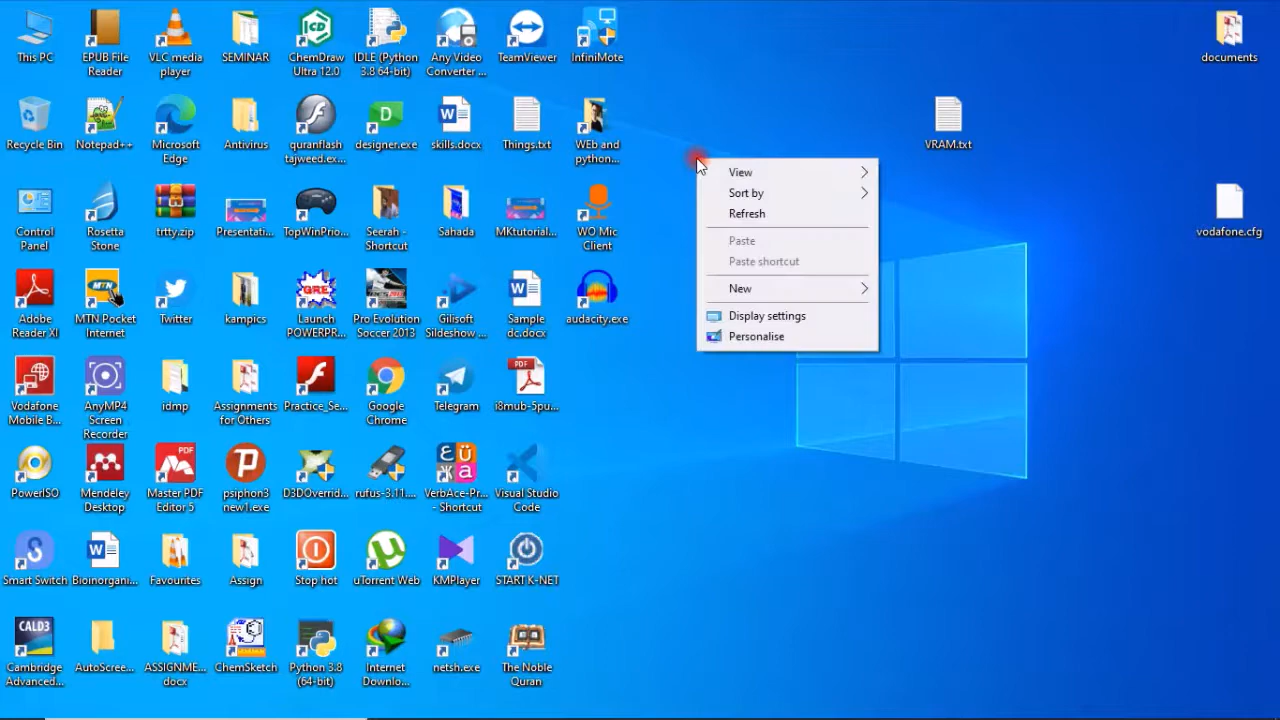 This PC
EPUB File
Reader
VLC media
player
SEMINAR
ChemDraw
Ultra 12.0
IDLE (Python
3.8 64-bit)
Any Video
Converter ...
TeamViewer
InfiniMote
documents
Recycle Bin
Notepad++
Microsoft
Edge
Antivirus
quranflash
tajweed.ex...
designer.exe
skills.docx
Things.txt
WEb and
python...
VRAM.txt
Control
Panel
Rosetta
Stone
trtty.zip
Presentati...
TopWinPrio...
Seerah -
Shortcut
Sahada
MKtutorial...
WO Mic
Client
vodafone.cfg
Adobe
Reader XI
MTN Pocket
Internet
Twitter
kampics
Launch
POWERPR...
Pro Evolution
Soccer 2013
Gilisoft
Slideshow ...
Sample
dc.docx
audacity.exe
Vodafone
Mobile B...
AnyMP4
Screen
Recorder
idmp
Assignments
for Others
Practice_Se...
Google
Chrome
Telegram
i8mub-5pu...
PowerISO
Mendeley
Desktop
Master PDF
Editor 5
psiphon3
new1.exe
D3DOverrid...
rufus-3.11....
VerbAce-Pr...
- Shortcut
Visual Studio
Code
Smart Switch
Bioinorgani...
Favourites
Assign
Stop hot
uTorrent Web
KMPlayer
START K-NET
Cambridge
Advanced...
AutoScree...
ASSIGNME...
docx
ChemSketch
Python 3.8
(64-bit)
Internet
Downlo...
netsh.exe
The Noble
Quran
View
Sort by
Refresh
Paste
Paste shortcut
New
Display settings
Personalise